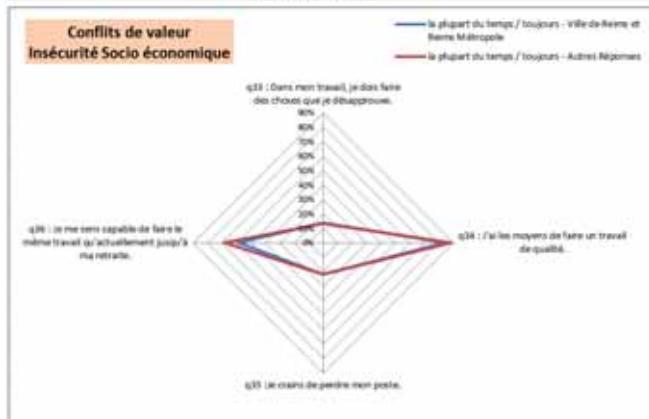 Conflits de valeur
Insécurité Socio économique
la plupart du temps / toujours - Ville de Reims et
Reims Métropole
la plupart du temps / toujours - Autres Réponses
q33 : Dans mon travail, je dois faire
des choses que je désapprouve.
90%
80%
70%
60%
50%
40%
30%
20%
10%
0%
q36 : Je me sens capable de faire le
même travail qu'actuellement jusqu'à
ma retraite.
q34 : J'ai les moyens de faire un travail
de qualité.
q35 : Je crains de perdre mon poste.